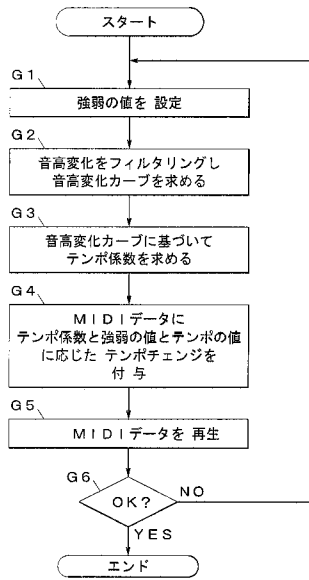 スタート
G1
強弱の値を 設定
G2
音高変化をフィルタリングし
音高変化カーブを求める
G3
音高変化カーブに基づいて
テンポ係数を求める
G4
MIDIデータに
テンポ係数と強弱の値とテンポの値
に応じた テンポチェンジを
付 与
G5
MIDIデータを 再生
G6
OK?
NO
YES
エンド